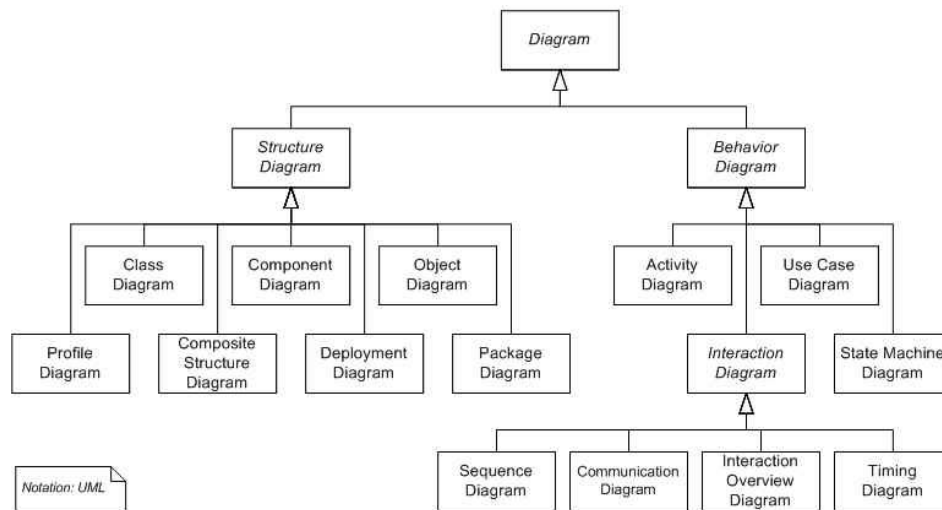 Diagram
Structure
Diagram
Behavior
Diagram
Class
Diagram
Component
Diagram
Object
Diagram
Activity
Diagram
Use Case
Diagram
Profile
Diagram
Composite
Structure
Diagram
Deployment
Diagram
Package
Diagram
Interaction
Diagram
State Machine
Diagram
Sequence
Diagram
Communication
Diagram
Interaction
Overview
Diagram
Timing
Diagram
Notation: UML